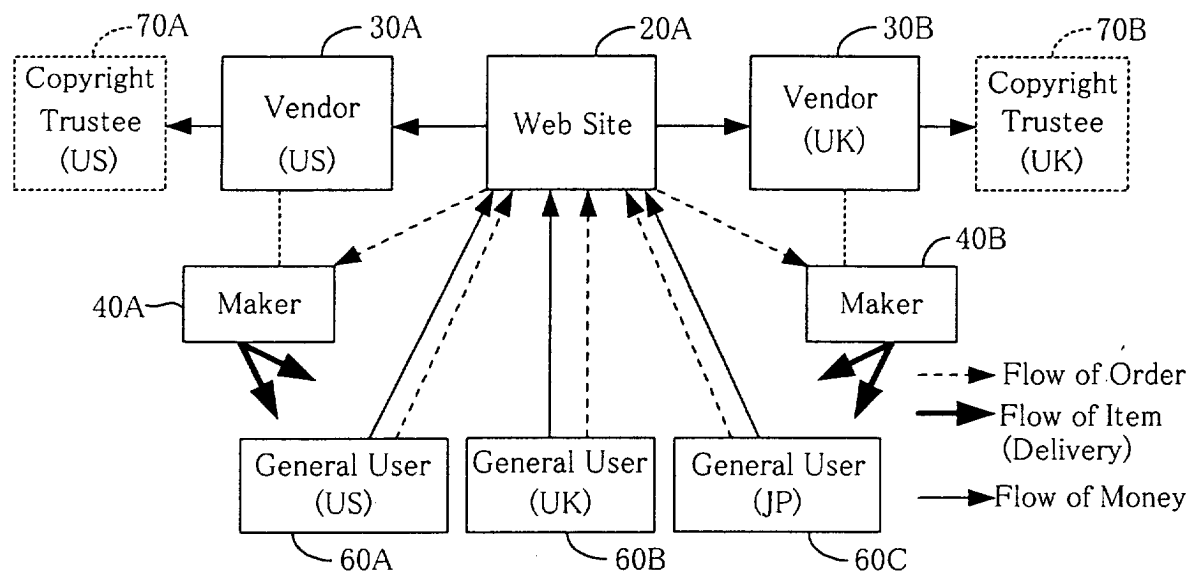 70A
30A
20A
30B
70B
Copyright
Trustee
(US)
Vendor
(US)
Web Site
Vendor
(UK)
Copyright
Trustee
(UK)
40A
Maker
40B
Maker
Flow of Order
Flow of Item
(Delivery)
Flow of Money
General User
(US)
General User
(UK)
General User
(JP)
60A
60B
60C